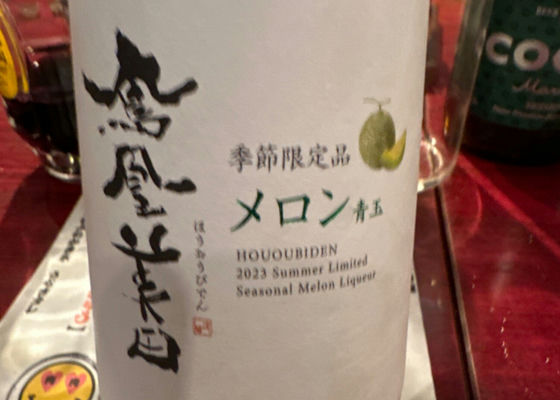 鳳凰美田
ほうおうびでん
季節限定品
メロン青玉
HOUOUBIDEN
2023 Summer Limited
Seasonal Melon Liqueur
COO